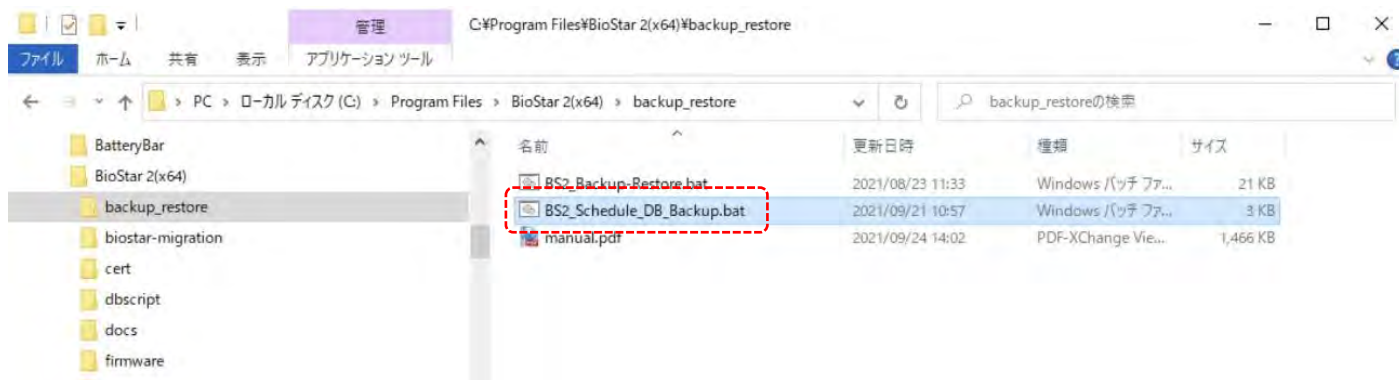 管理
C:¥Program Files¥BioStar 2(x64)¥backup_restore
ファイル ホーム 共有 表示 アプリケーション ツール
PC > ローカル ディスク (C:) > Program Files > BioStar 2(x64) > backup_restore
backup_restoreの検索
名前 更新日時 種類 サイズ
BatteryBar
BioStar 2(x64)
backup_restore
biostar-migration
cert
dbscript
docs
firmware
BS2_Backup-Restore.bat 2021/08/23 11:33 Windows バッチ ファ... 21 KB
BS2_Schedule_DB_Backup.bat 2021/09/21 10:57 Windows バッチ ファ... 3 KB
manual.pdf 2021/09/24 14:02 PDF-XChange Vie... 1,466 KB